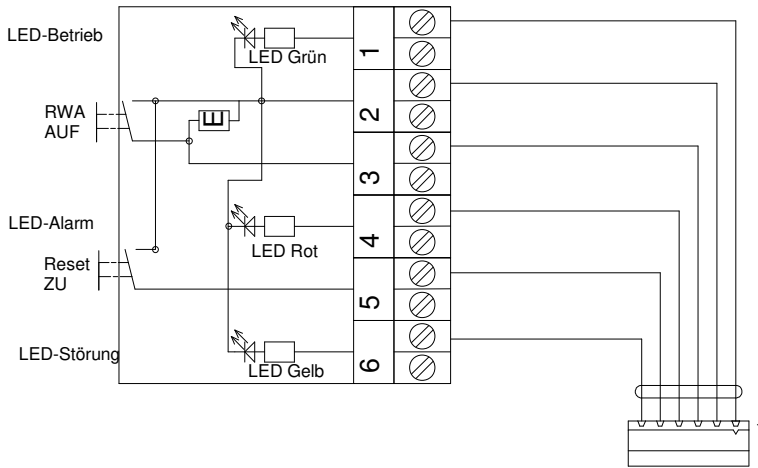 LED-Betrieb
LED Grün
1
RWA
AUF
E
2
3
LED-Alarm
LED Rot
4
Reset
ZU
5
LED-Störung
LED Gelb
6